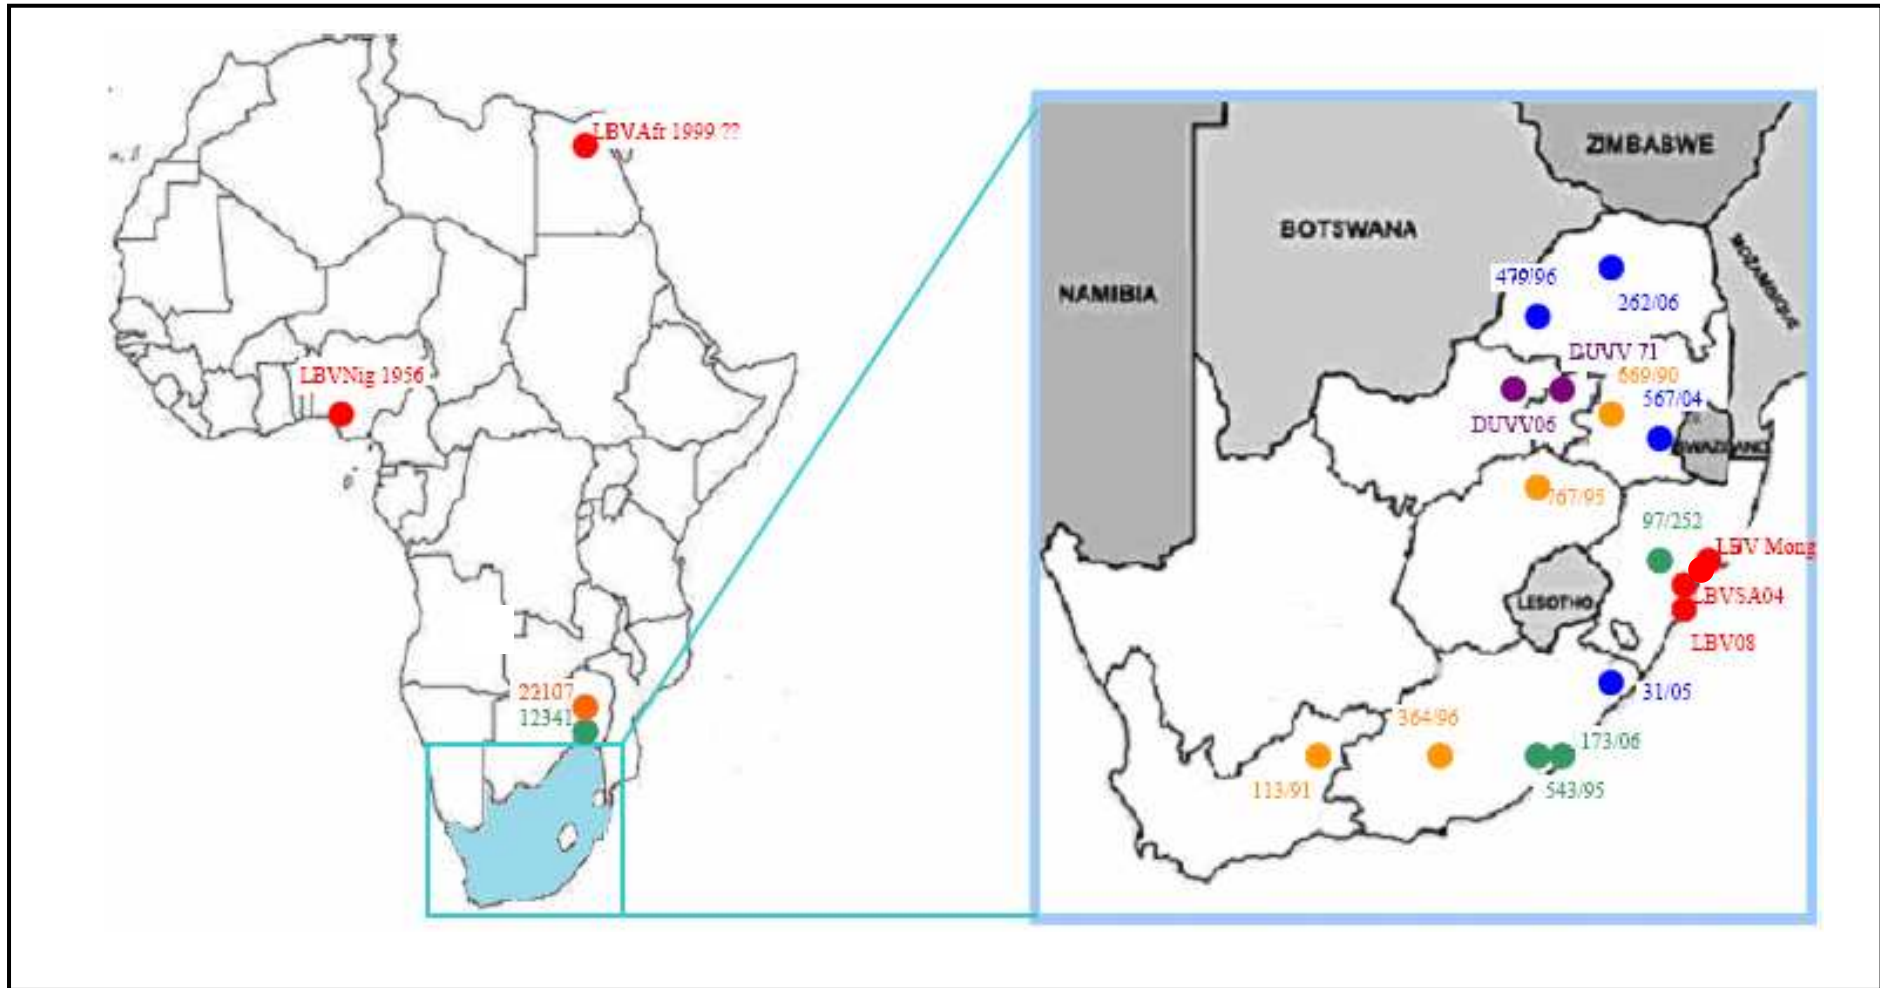 LBVAfr 1999 ??
LBVNig 1956
22107
12341
ZIMBABWE
BOTSWANA
MOZAMBIQUE
NAMIBIA
479/96
262/06
DUVV 71
669/90
567/04
DUVV06
SWAZILAND
767/95
97/252
LBV Mong
LESOTHO
LBVSA04
LBV08
31/05
364/96
173/06
113/91
543/95